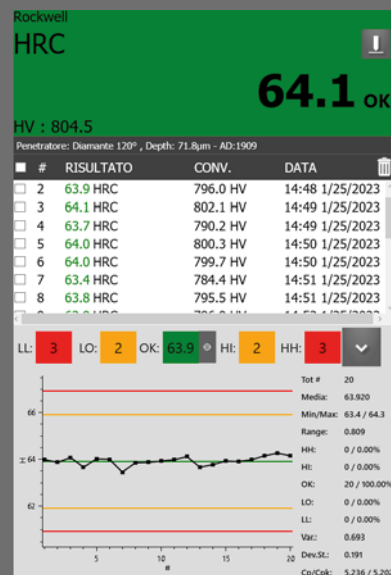 Rockwell
HRC
64.1 OK
HV : 804.5
Penetratore: Diamante 120° , Depth: 71.8µm - AD:1909
# RISULTATO CONV. DATA
2 63.9 HRC 796.0 HV 14:48 1/25/2023
3 64.1 HRC 802.1 HV 14:49 1/25/2023
4 63.7 HRC 790.2 HV 14:49 1/25/2023
5 64.0 HRC 800.3 HV 14:50 1/25/2023
6 64.0 HRC 799.7 HV 14:50 1/25/2023
7 63.4 HRC 784.4 HV 14:51 1/25/2023
8 63.8 HRC 795.5 HV 14:51 1/25/2023
LL: 3 LO: 2 OK: 63.9 HI: 2 HH: 3
Tot # 20
Media: 63.920
Min/Max: 63.4 / 64.3
Range: 0.809
HH: 0 / 0.00%
HI: 0 / 0.00%
OK: 20 / 100.00%
LO: 0 / 0.00%
LL: 0 / 0.00%
Var.: 0.693
Dev.St.: 0.191
Cp/Cpk: 5.236 / 5.202
66
64
62
5 10 15 20
#